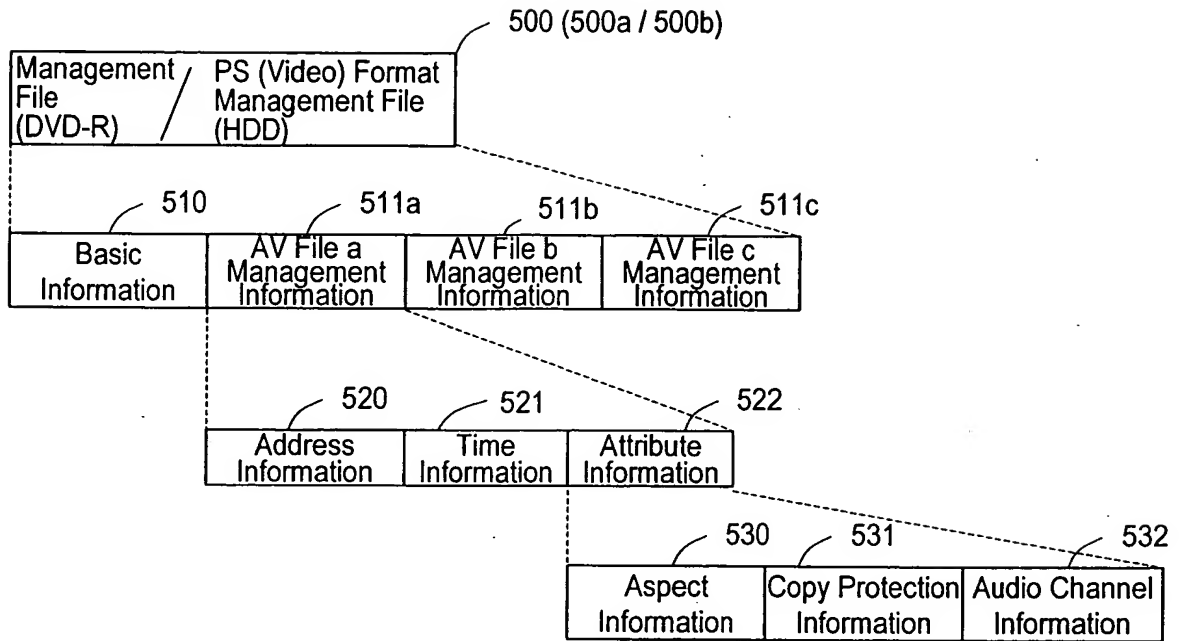 500 (500a / 500b)
Management File (DVD-R) / PS (Video) Format Management File (HDD)
510
511a
511b
511c
Basic Information
AV File a Management Information
AV File b Management Information
AV File c Management Information
520
521
522
Address Information
Time Information
Attribute Information
530
531
532
Aspect Information
Copy Protection Information
Audio Channel Information